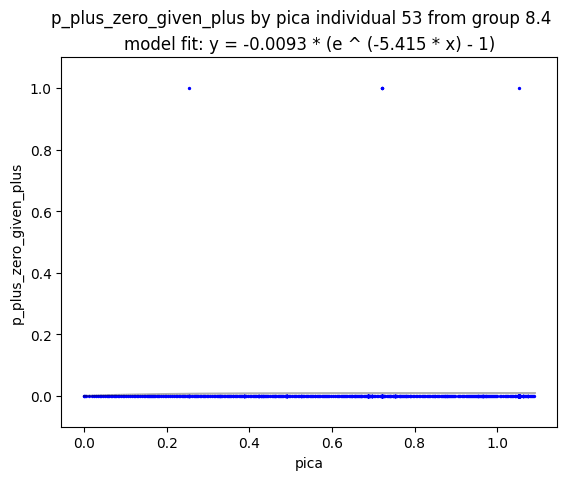 p_plus_zero_given_plus by pica individual 53 from group 8.4
model fit: y = -0.0093 * (e ^ (-5.415 * x) - 1)
1.0
0.8
0.6
0.4
0.2
0.0
p_plus_zero_given_plus
0.0 0.2 0.4 0.6 0.8 1.0
pica